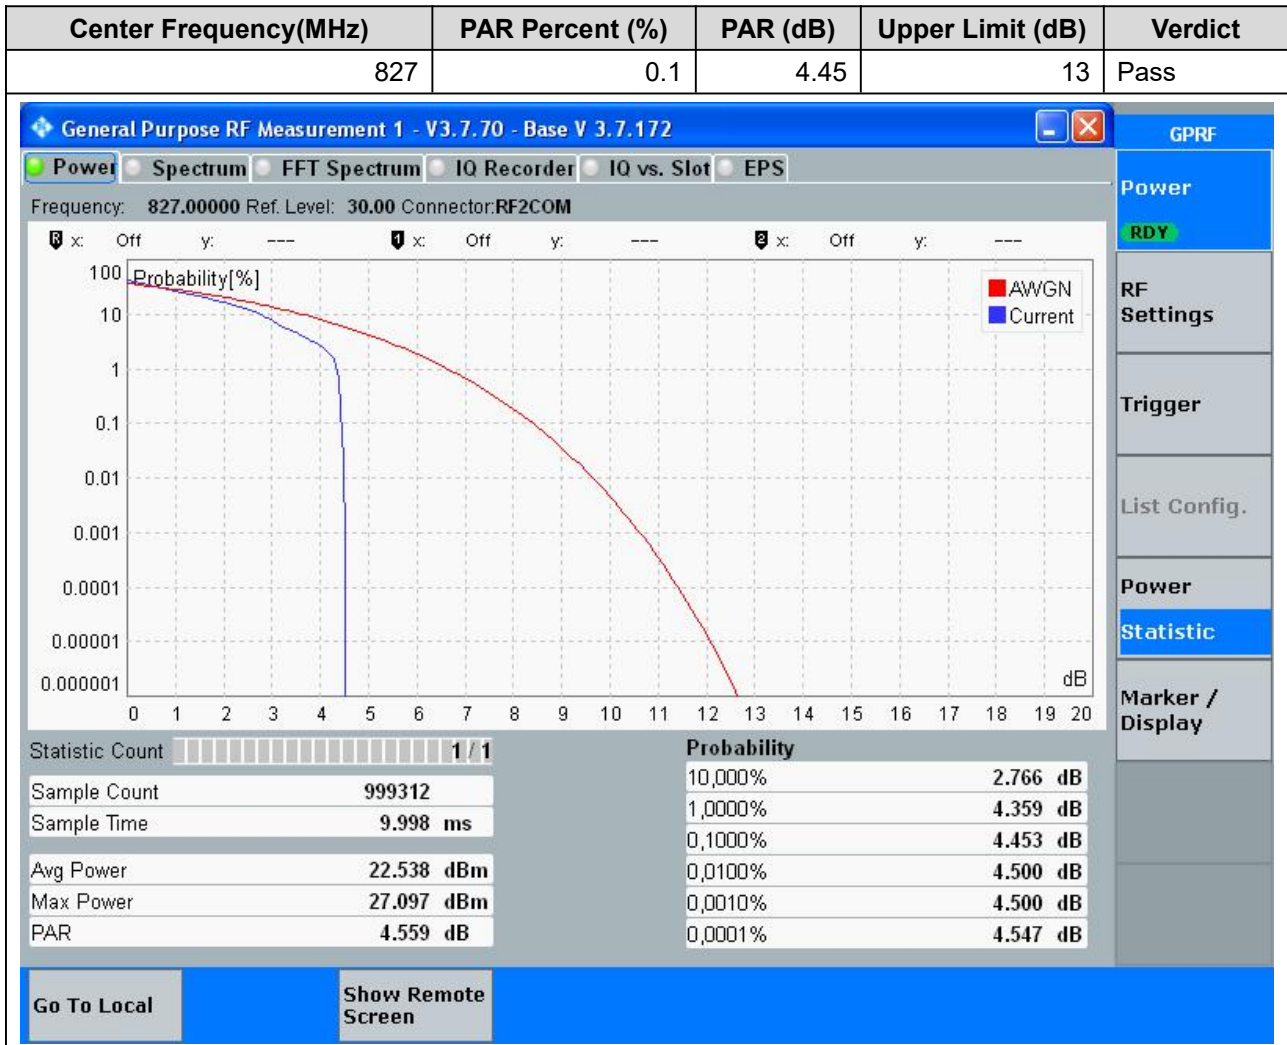 Center Frequency(MHz) PAR Percent (%) PAR (dB) Upper Limit (dB) Verdict
827 0.1 4.45 13 Pass
General Purpose RF Measurement 1 - V3.7.70 - Base V 3.7.172
GPRF
Power Spectrum FFT Spectrum IQ Recorder IQ vs. Slot EPS
Power
RDY
Frequency: 827.00000 Ref. Level: 30.00 Connector:RF2COM
R x: Off y: --- 1 x: Off y: --- 2 x: Off y: ---
Probability[%]
AWGN
Current
100
10
1
0.1
0.01
0.001
0.0001
0.00001
0.000001
dB
0 1 2 3 4 5 6 7 8 9 10 11 12 13 14 15 16 17 18 19 20
RF
Settings
Trigger
List Config.
Power
Statistic
Marker /
Display
Statistic Count 1 / 1
Sample Count 999312
Sample Time 9.998 ms
Avg Power 22.538 dBm
Max Power 27.097 dBm
PAR 4.559 dB
Probability
10,000% 2.766 dB
1,0000% 4.359 dB
0,1000% 4.453 dB
0,0100% 4.500 dB
0,0010% 4.500 dB
0,0001% 4.547 dB
Go To Local
Show Remote
Screen